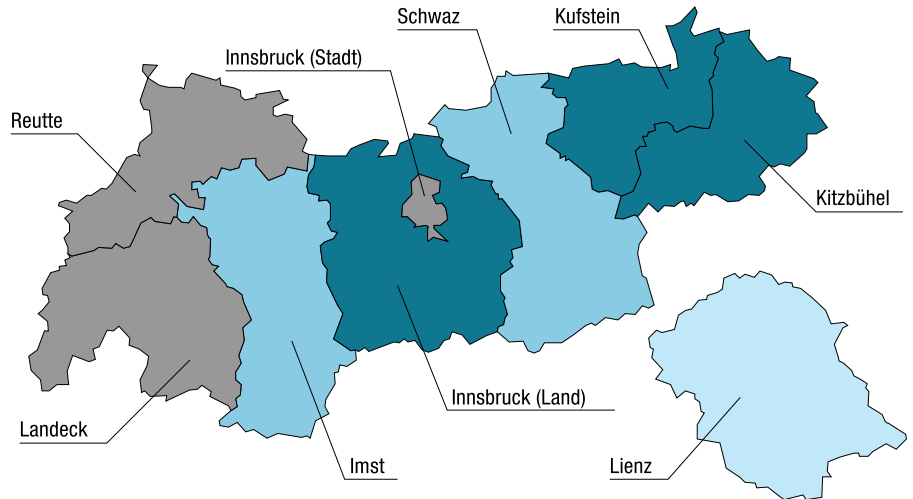 Schwaz
Kufstein
Innsbruck (Stadt)
Reutte
Kitzbühel
Innsbruck (Land)
Landeck
Imst
Lienz